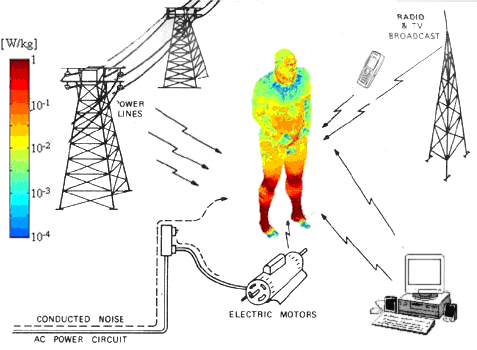 [W/kg]
1
10-1
10-2
10-3
10-4
OWER
LINES
RADIO
& TV
BROADCAST
ELECTRIC MOTORS
CONDUCTED NOISE
AC POWER CIRCUIT